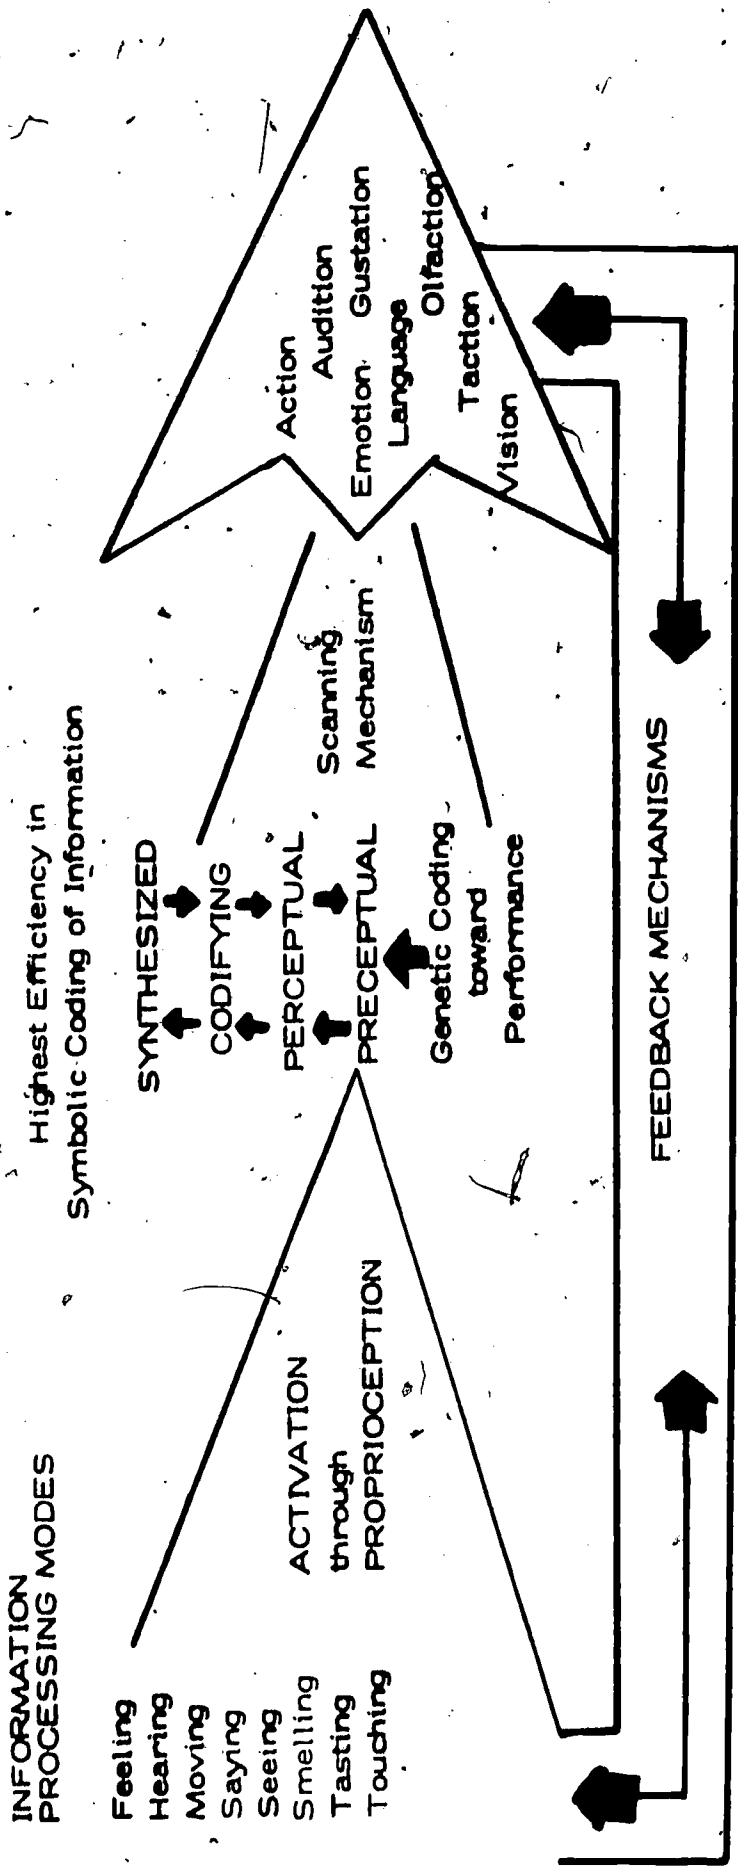 INFORMATION
PROCESSING MODES
Feeling
Hearing
Moving
Saying
Seeing
Smelling
Tasting
Touching
ACTIVATION
through
PROPRIOCEPTION
Highest Efficiency in
Symbolic Coding of Information
SYNTHESIZED
CODIFYING
PERCEPTUAL
PRECEPTUAL
Genetic Coding
toward
Performance
Scanning
Mechanism
Action
Audition
Emotion Gustation
Language
Olfaction
Taction
Vision
FEEDBACK MECHANISMS